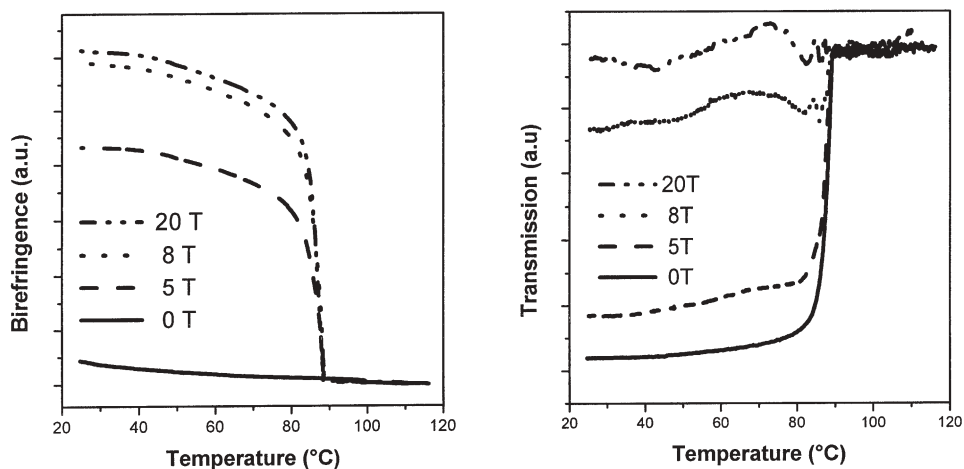 Birefringence (a.u.)
20 T
8 T
5 T
0 T
20 40 60 80 100 120
Temperature (°C)
Transmission (a.u)
20T
8T
5T
0T
20 40 60 80 100 120
Temperature (°C)